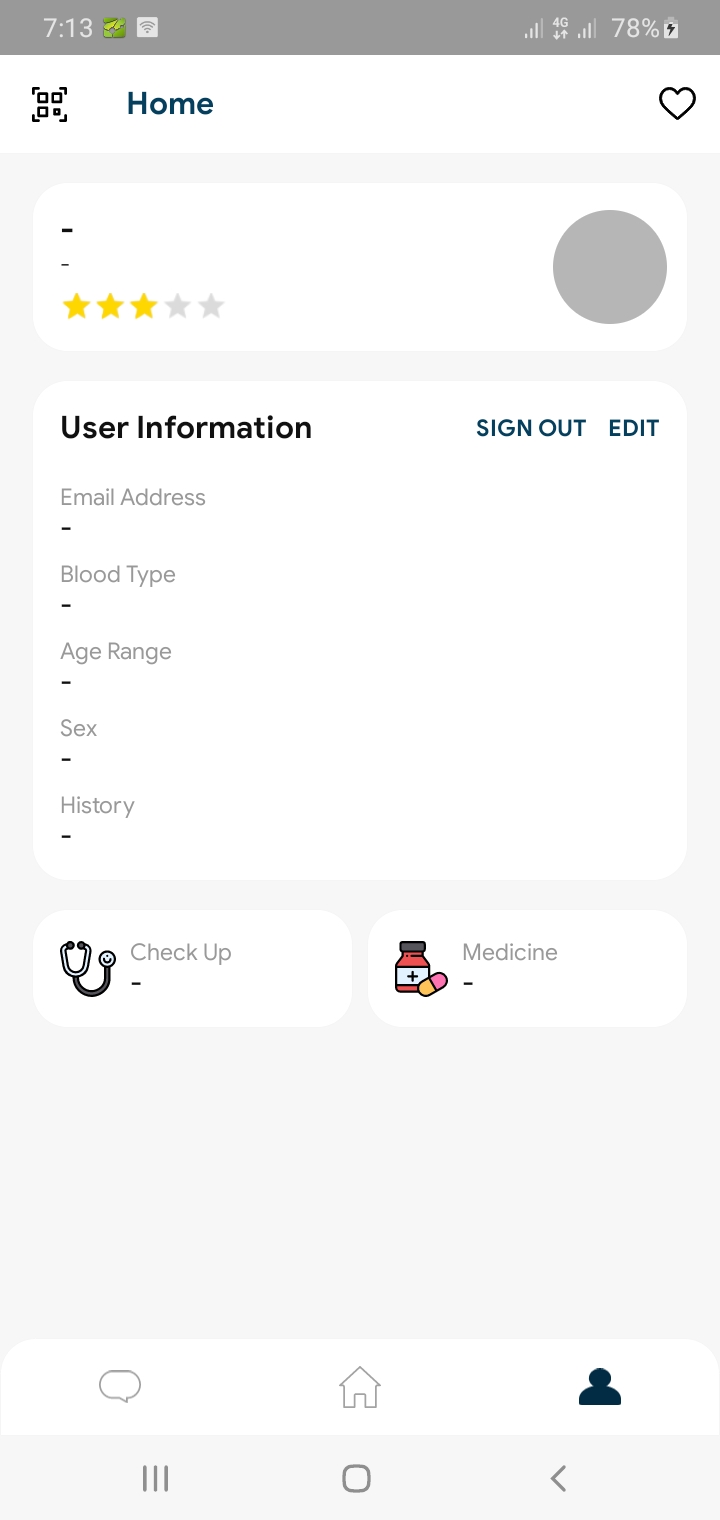 7:13 4G 78%
Home
-
-
User Information SIGN OUT EDIT
Email Address
-
Blood Type
-
Age Range
-
Sex
-
History
-
Check Up
-
Medicine
-